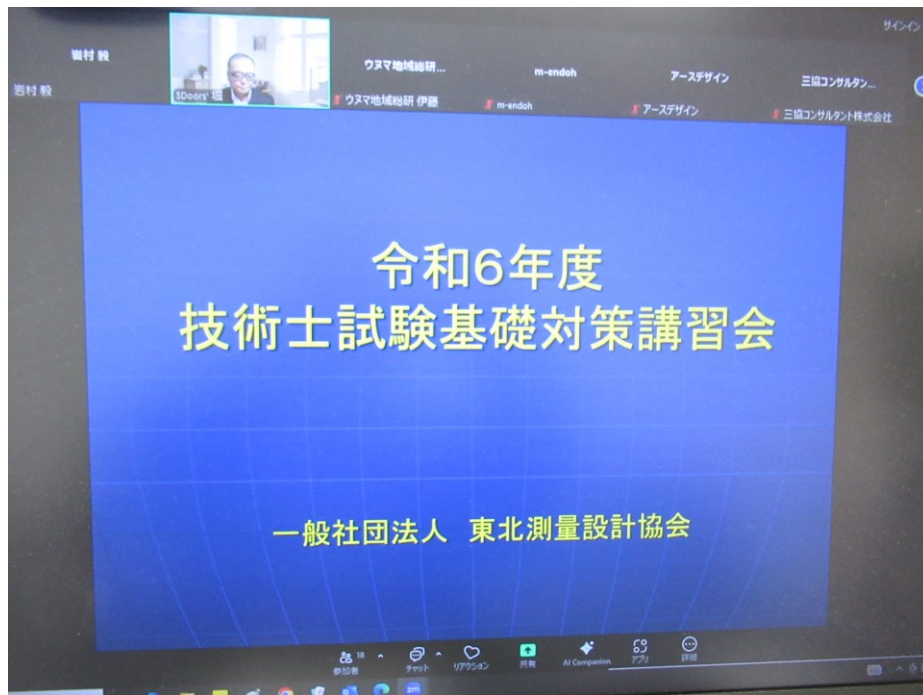 サインイン
岩村 毅
ウヌマ地域総研...
m-endoh
アースデザイン
三協コンサルタン...
岩村 毅
5Doors' 堀
ウヌマ地域総研 伊藤
m-endoh
アースデザイン
三協コンサルタント株式会社
令和6年度
技術士試験基礎対策講習会
一般社団法人 東北測量設計協会
18
参加者
チャット
リアクション
共有
AI Companion
アプリ
詳細
zm